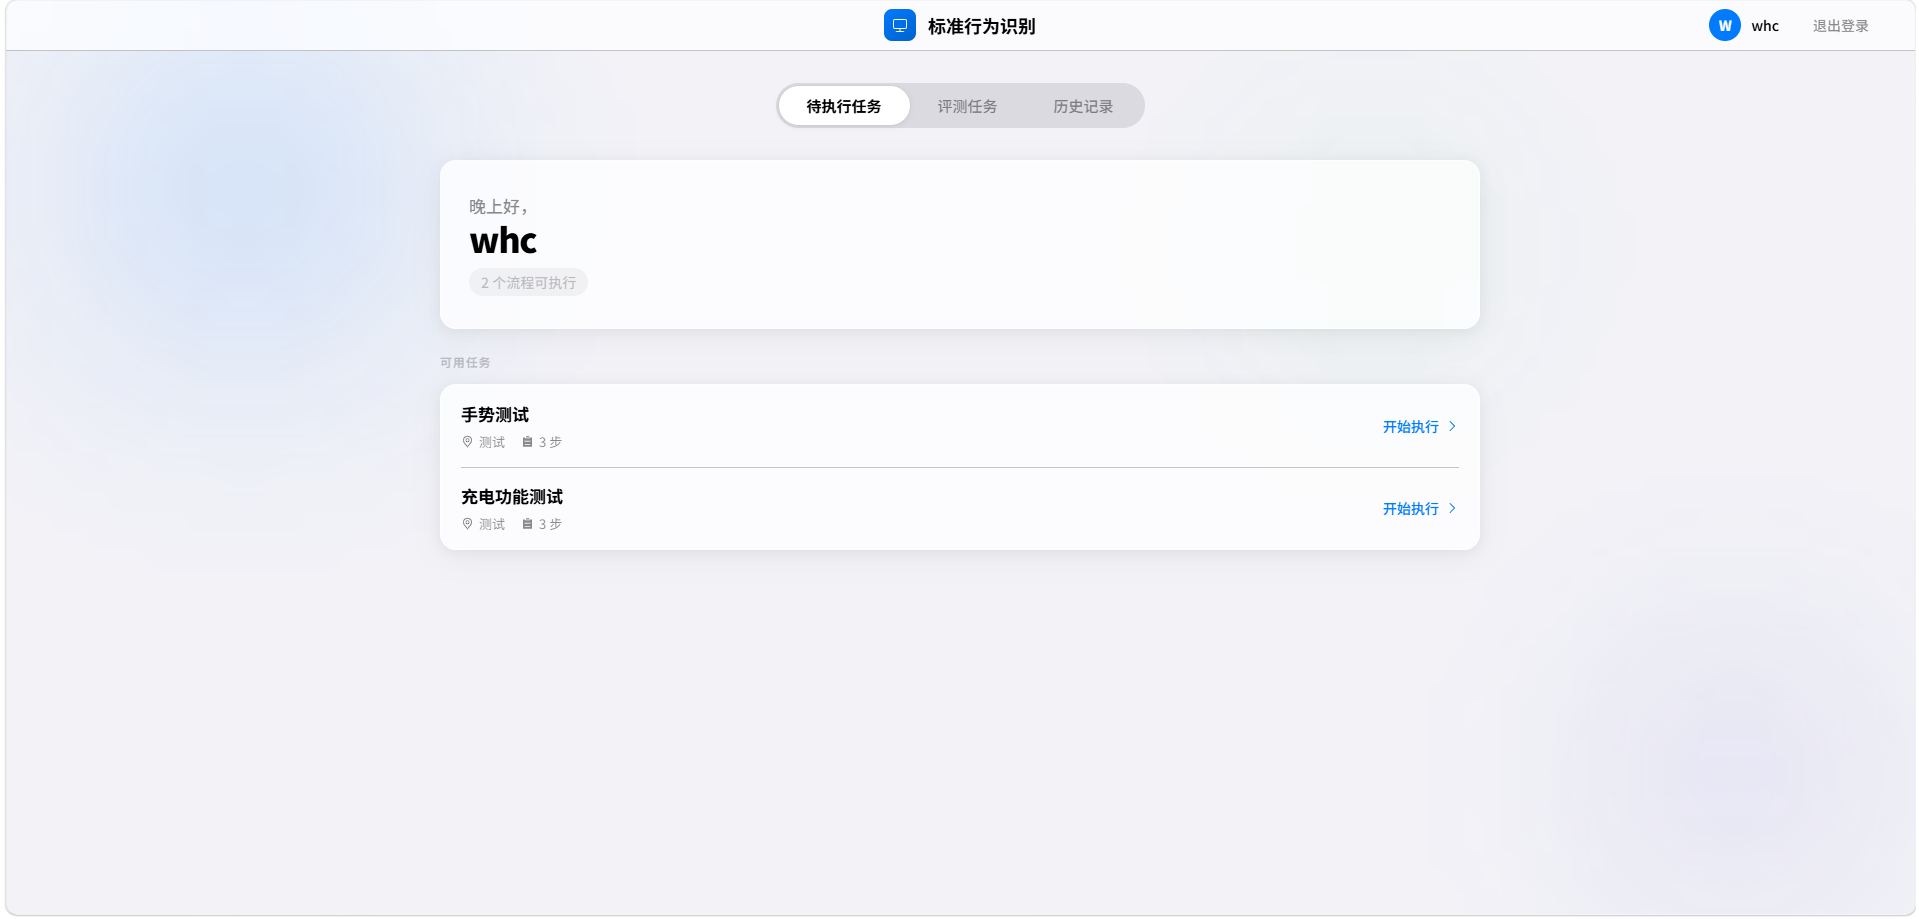 标准行为识别
W whc 退出登录
待执行任务 评测任务 历史记录
晚上好，
whc
2 个流程可执行
可用任务
手势测试
测试 3 步
开始执行
充电功能测试
测试 3 步
开始执行